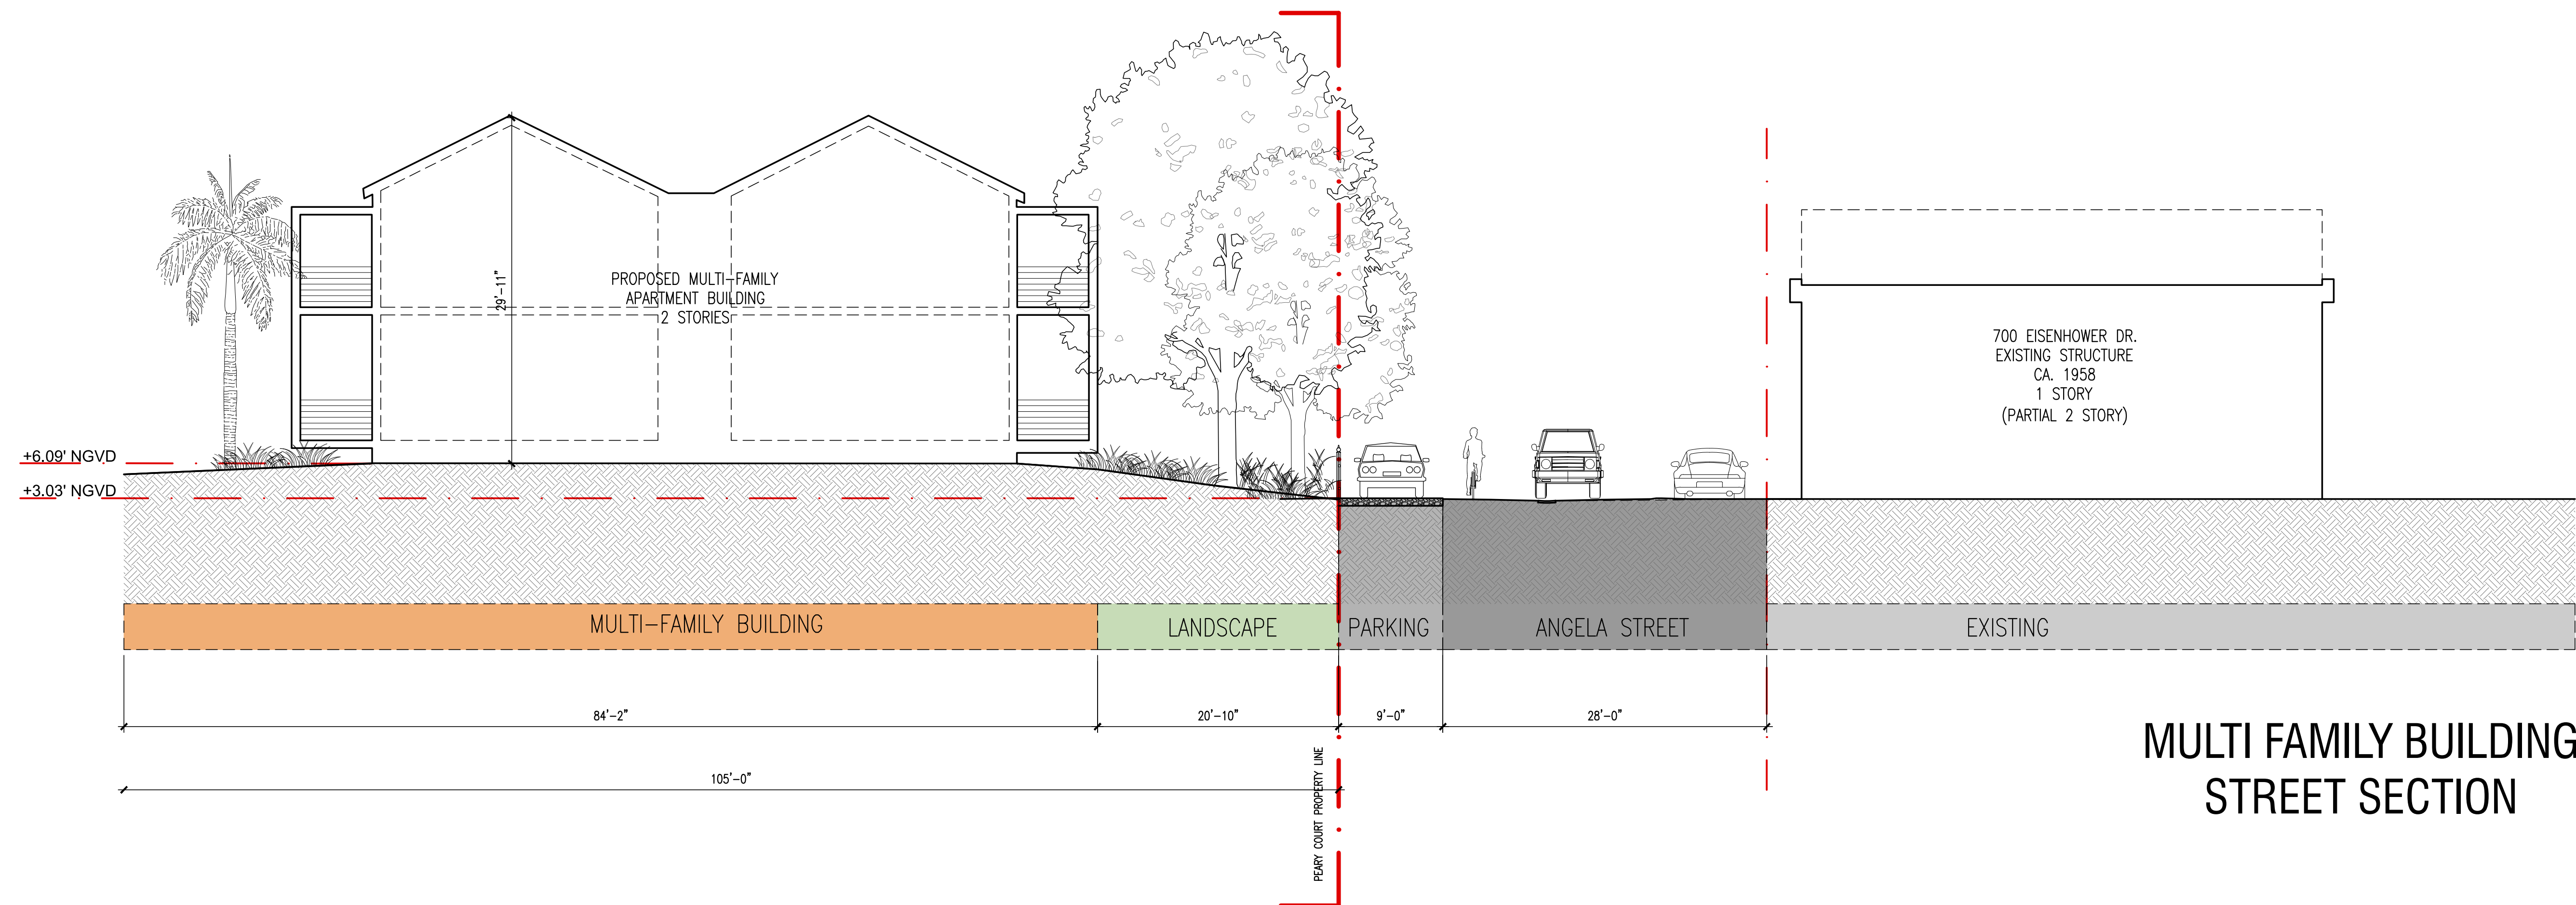 29'-11"
PROPOSED MULTI-FAMILY
APARTMENT BUILDING
2 STORIES
700 EISENHOWER DR.
EXISTING STRUCTURE
CA. 1958
1 STORY
(PARTIAL 2 STORY)
+6.09' NGVD
+3.03' NGVD
MULTI-FAMILY BUILDING
LANDSCAPE
PARKING
ANGELA STREET
EXISTING
84'-2"
20'-10"
9'-0"
28'-0"
105'-0"
PEARY COURT PROPERTY LINE
MULTI FAMILY BUILDING
STREET SECTION